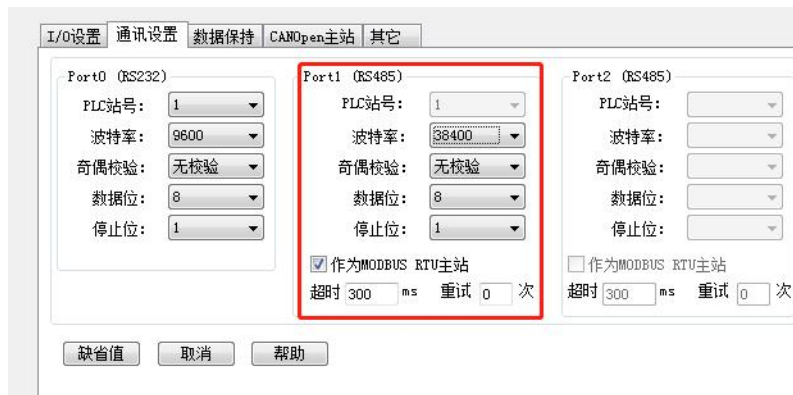 I/O设置 通讯设置 数据保持 CANOpen主站 其它
Port0 (RS232)
PLC站号： 1
波特率： 9600
奇偶校验： 无校验
数据位： 8
停止位： 1
Port1 (RS485)
PLC站号： 1
波特率： 38400
奇偶校验： 无校验
数据位： 8
停止位： 1
作为MODBUS RTU主站
超时 300 ms 重试 0 次
Port2 (RS485)
PLC站号：
波特率：
奇偶校验：
数据位：
停止位：
作为MODBUS RTU主站
超时 300 ms 重试 0 次
缺省值 取消 帮助